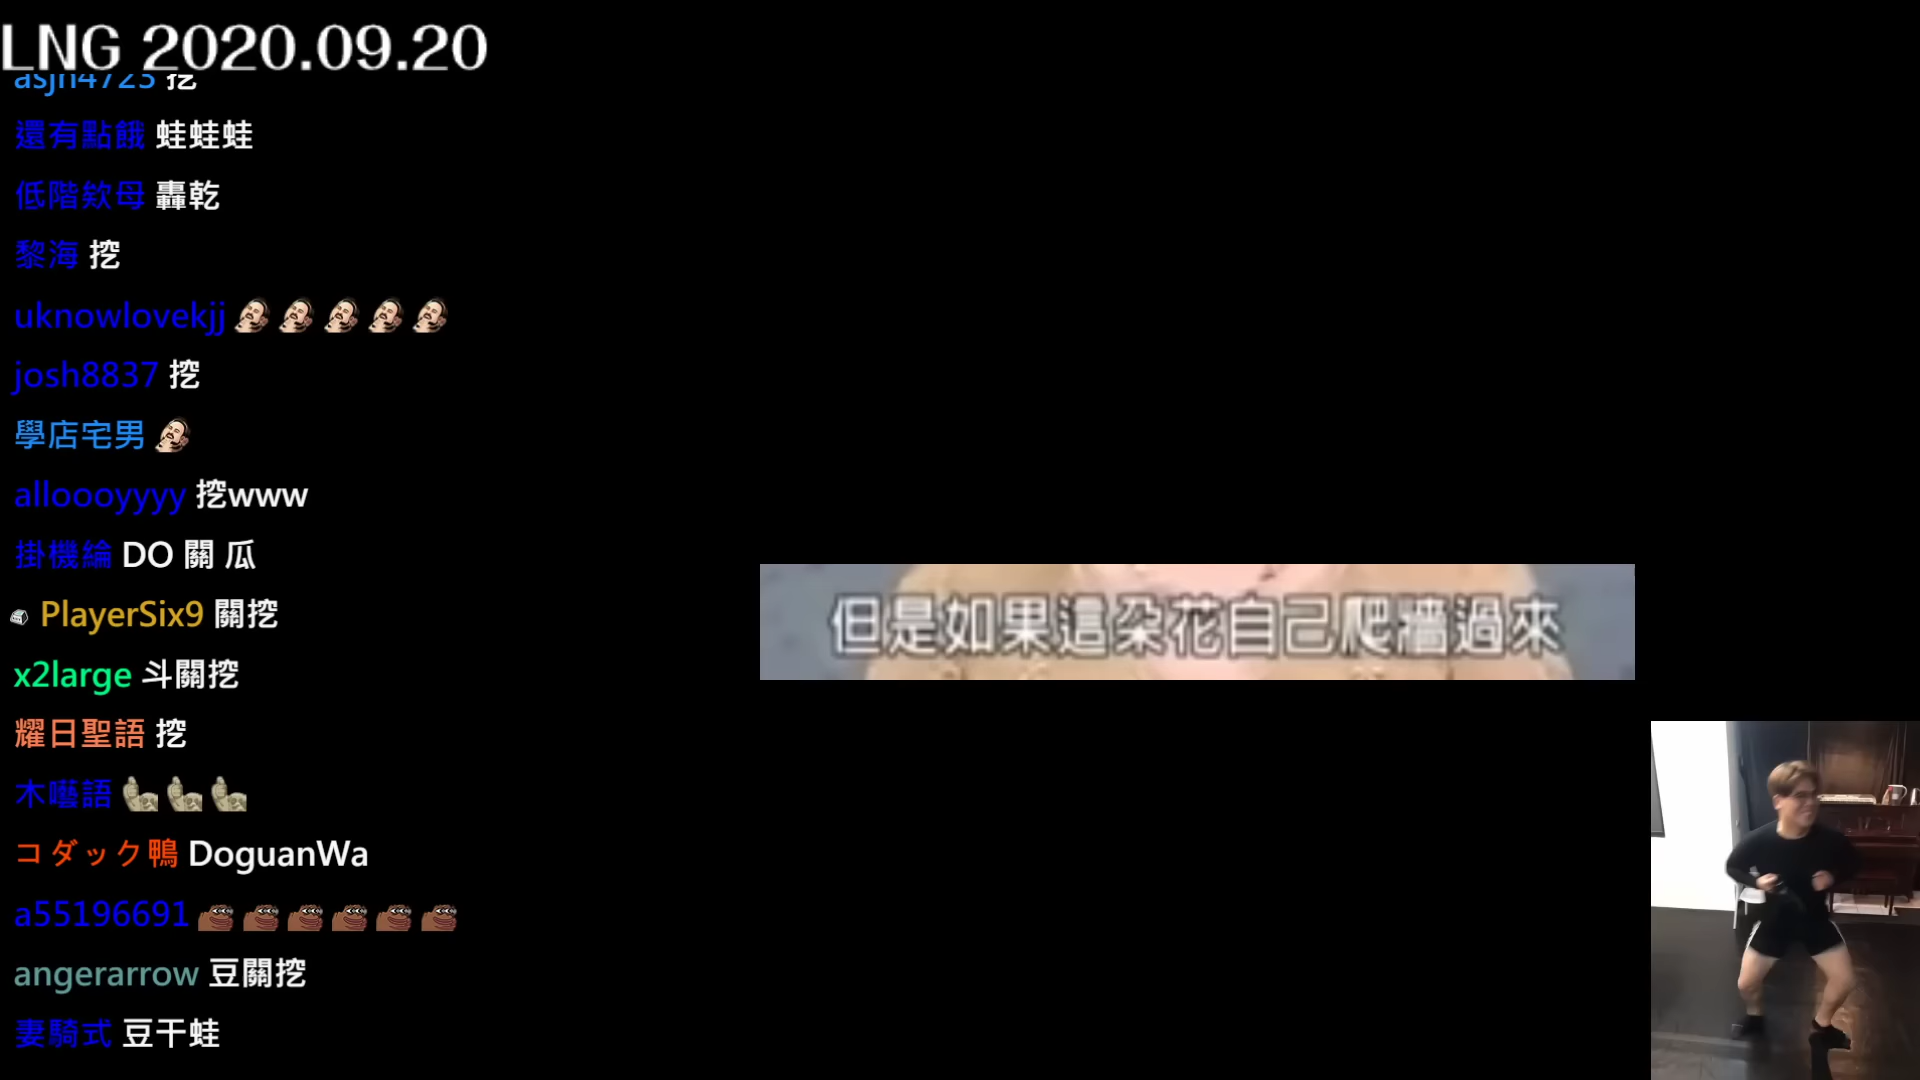 LNG 2020.09.20
asjh4723 挖
還有點餓 蛙蛙蛙
低階欸母 轟乾
黎海 挖
uknowlovekjj
josh8837 挖
學店宅男
alloooyyyy 挖www
掛機綸 DO 關 瓜
PlayerSix9 關挖
x2large 斗關挖
耀日聖語 挖
木囈語
コダック鴨 DoguanWa
a55196691
angerarrow 豆關挖
妻騎式 豆干蛙
但是如果這朵花自己爬牆過來